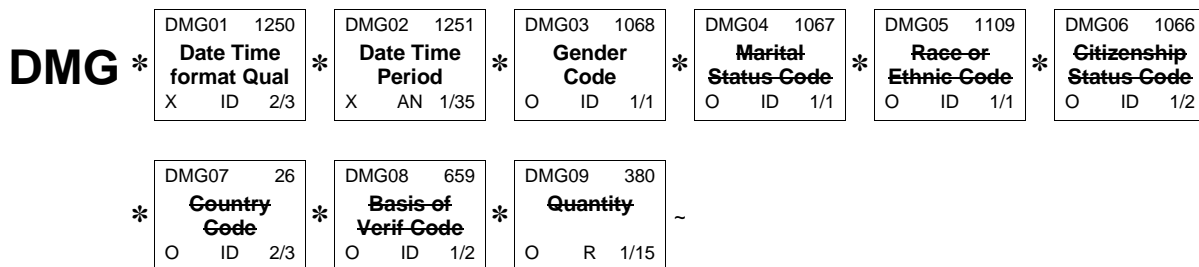 DMG01 1250 DMG02 1251 DMG03 1068 DMG04 1067 DMG05 1109 DMG06 1066
DMG * Date Time * Date Time * Gender * Marital * Race or * Citizenship
format Qual Period Code Status Code Ethnic Code Status Code
X ID 2/3 X AN 1/35 O ID 1/1 O ID 1/1 O ID 1/1 O ID 1/2
DMG07 26 DMG08 659 DMG09 380
* Country * Basis of * Quantity ~
Code Verif Code
O ID 2/3 O ID 1/2 O R 1/15